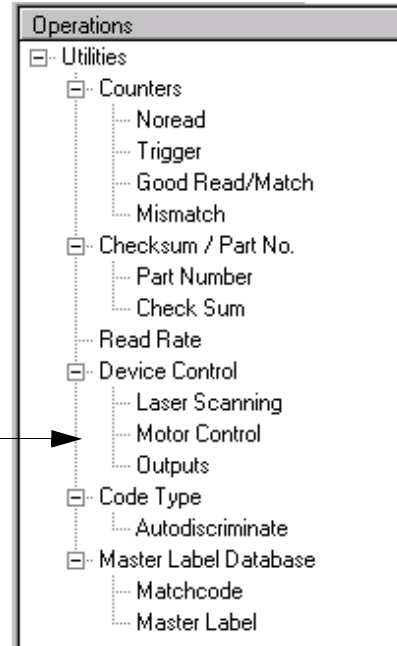 Operations
Utilities
Counters
Noread
Trigger
Good Read/Match
Mismatch
Checksum / Part No.
Part Number
Check Sum
Read Rate
Device Control
Laser Scanning
Motor Control
Outputs
Code Type
Autodiscriminate
Master Label Database
Matchcode
Master Label